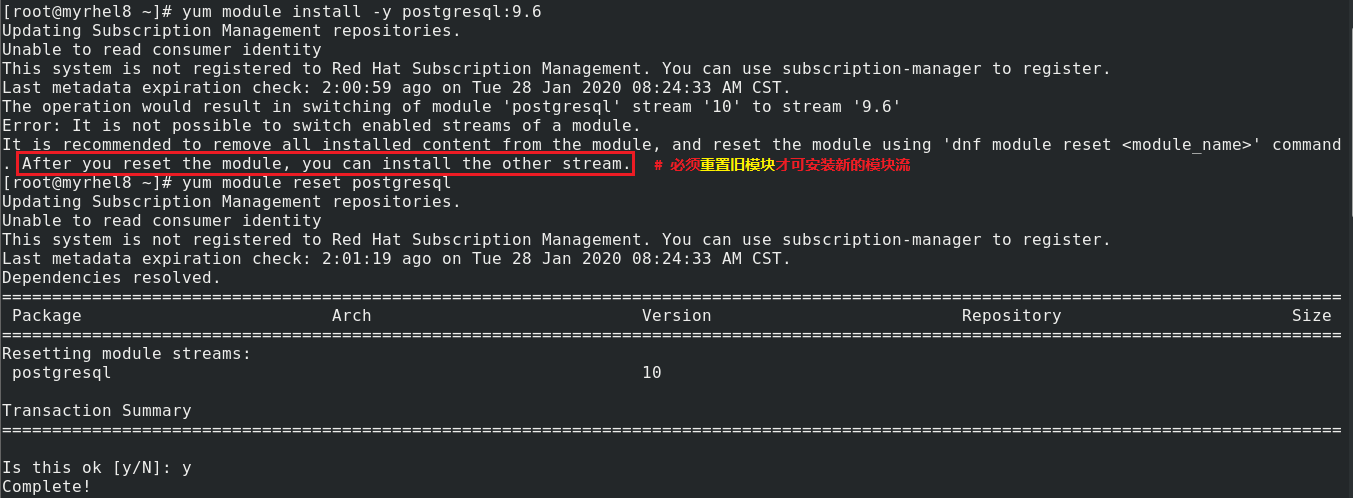 [root@myrhel8 ~]# yum module install -y postgresql:9.6
Updating Subscription Management repositories.
Unable to read consumer identity
This system is not registered to Red Hat Subscription Management. You can use subscription-manager to register.
Last metadata expiration check: 2:00:59 ago on Tue 28 Jan 2020 08:24:33 AM CST.
The operation would result in switching of module 'postgresql' stream '10' to stream '9.6'
Error: It is not possible to switch enabled streams of a module.
It is recommended to remove all installed content from the module, and reset the module using 'dnf module reset <module_name>' command
. After you reset the module, you can install the other stream. # 必须重置旧模块才可安装新的模块流
[root@myrhel8 ~]# yum module reset postgresql
Updating Subscription Management repositories.
Unable to read consumer identity
This system is not registered to Red Hat Subscription Management. You can use subscription-manager to register.
Last metadata expiration check: 2:01:19 ago on Tue 28 Jan 2020 08:24:33 AM CST.
Dependencies resolved.
======================================================================================================================================
Package Arch Version Repository Size
======================================================================================================================================
Resetting module streams:
postgresql 10
Transaction Summary
======================================================================================================================================
Is this ok [y/N]: y
Complete!